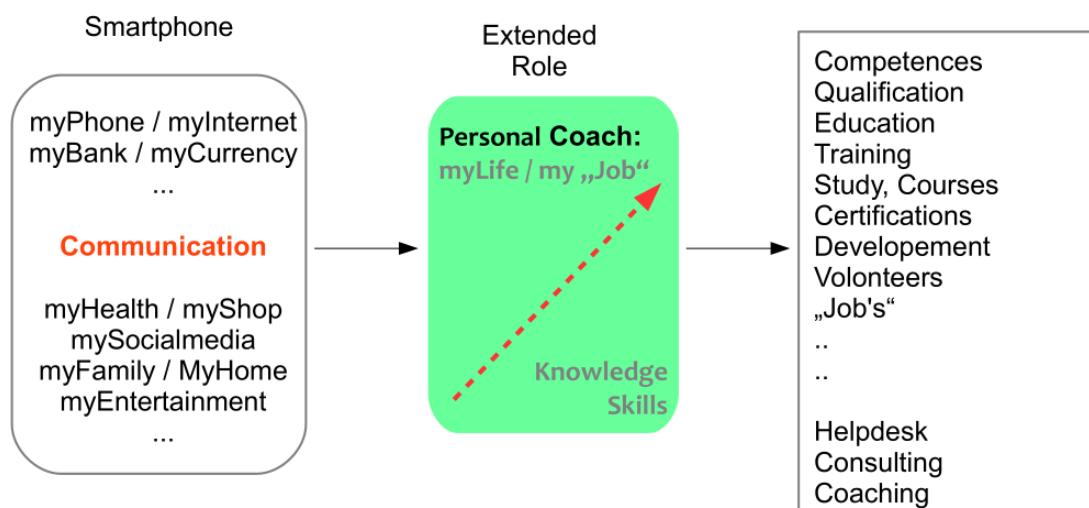 Smartphone
myPhone / myInternet
myBank / myCurrency
...
Communication
myHealth / myShop
mySocialmedia
myFamily / MyHome
myEntertainment
...
Extended
Role
Personal Coach:
myLife / my „Job“
Knowledge
Skills
Competences
Qualification
Education
Training
Study, Courses
Certifications
Developement
Volonteers
„Job's“
..
..
Helpdesk
Consulting
Coaching